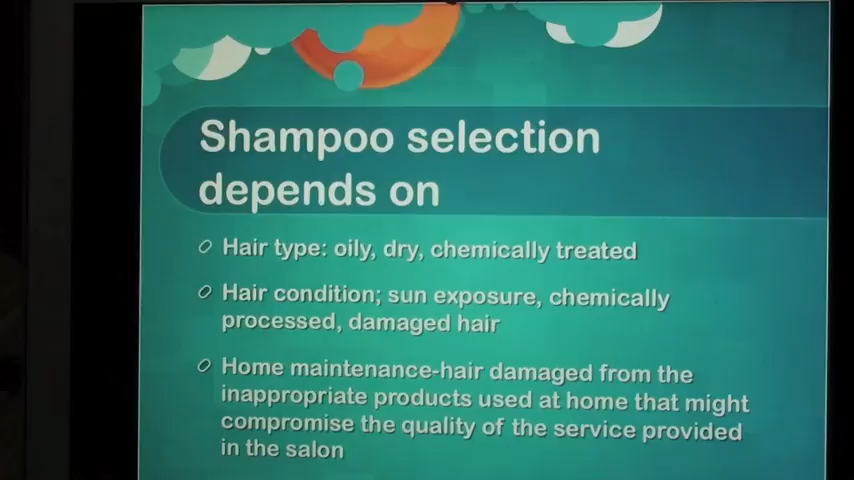 Shampoo selection
depends on
Hair type: oily, dry, chemically treated
Hair condition; sun exposure, chemically
processed, damaged hair
Home maintenance-hair damaged from the
inappropriate products used at home that might
compromise the quality of the service provided
in the salon